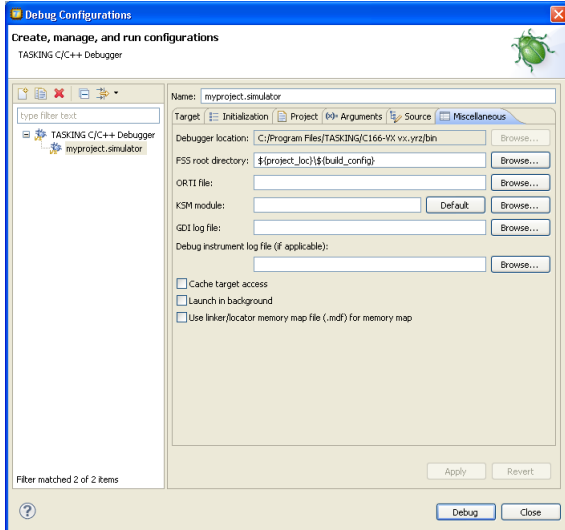 Debug Configurations
Create, manage, and run configurations
TASKING C/C++ Debugger
type filter text
TASKING C/C++ Debugger
myproject.simulator
Filter matched 2 of 2 items
Name: myproject.simulator
Target Initialization Project Arguments Source Miscellaneous
Debugger location: C:/Program Files/TASKING/C166-VX vx.yrz/bin Browse...
FSS root directory: ${project_loc}\${build_config} Browse...
ORTI file: Browse...
KSM module: Default Browse...
GDI log file: Browse...
Debug instrument log file (if applicable):
Browse...
Cache target access
Launch in background
Use linker/locator memory map file (.mdf) for memory map
Apply Revert
? Debug Close